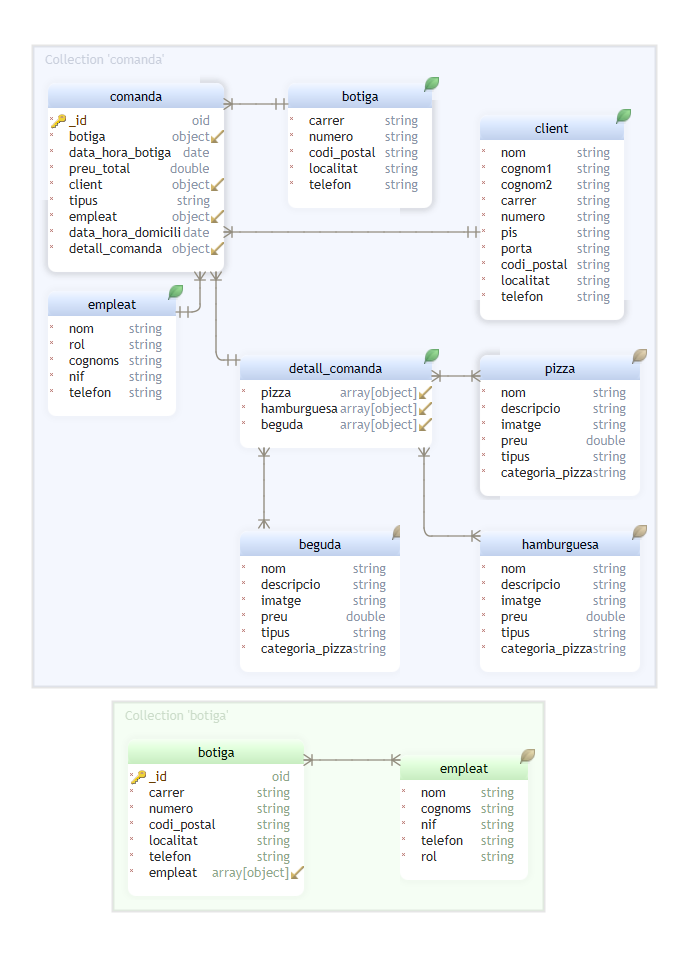 Collection 'comanda'
comanda
_id oid
botiga object
data_hora_botiga date
preu_total double
client object
tipus string
empleat object
data_hora_domicili date
detall_comanda object
botiga
carrer string
numero string
codi_postal string
localitat string
telefon string
client
nom string
cognom1 string
cognom2 string
carrer string
numero string
pis string
porta string
codi_postal string
localitat string
telefon string
empleat
nom string
rol string
cognoms string
nif string
telefon string
detall_comanda
pizza array[object]
hamburguesa array[object]
beguda array[object]
pizza
nom string
descripcio string
imatge string
preu double
tipus string
categoria_pizza string
beguda
nom string
descripcio string
imatge string
preu double
tipus string
categoria_pizza string
hamburguesa
nom string
descripcio string
imatge string
preu double
tipus string
categoria_pizza string
Collection 'botiga'
botiga
_id oid
carrer string
numero string
codi_postal string
localitat string
telefon string
empleat array[object]
empleat
nom string
cognoms string
nif string
telefon string
rol string